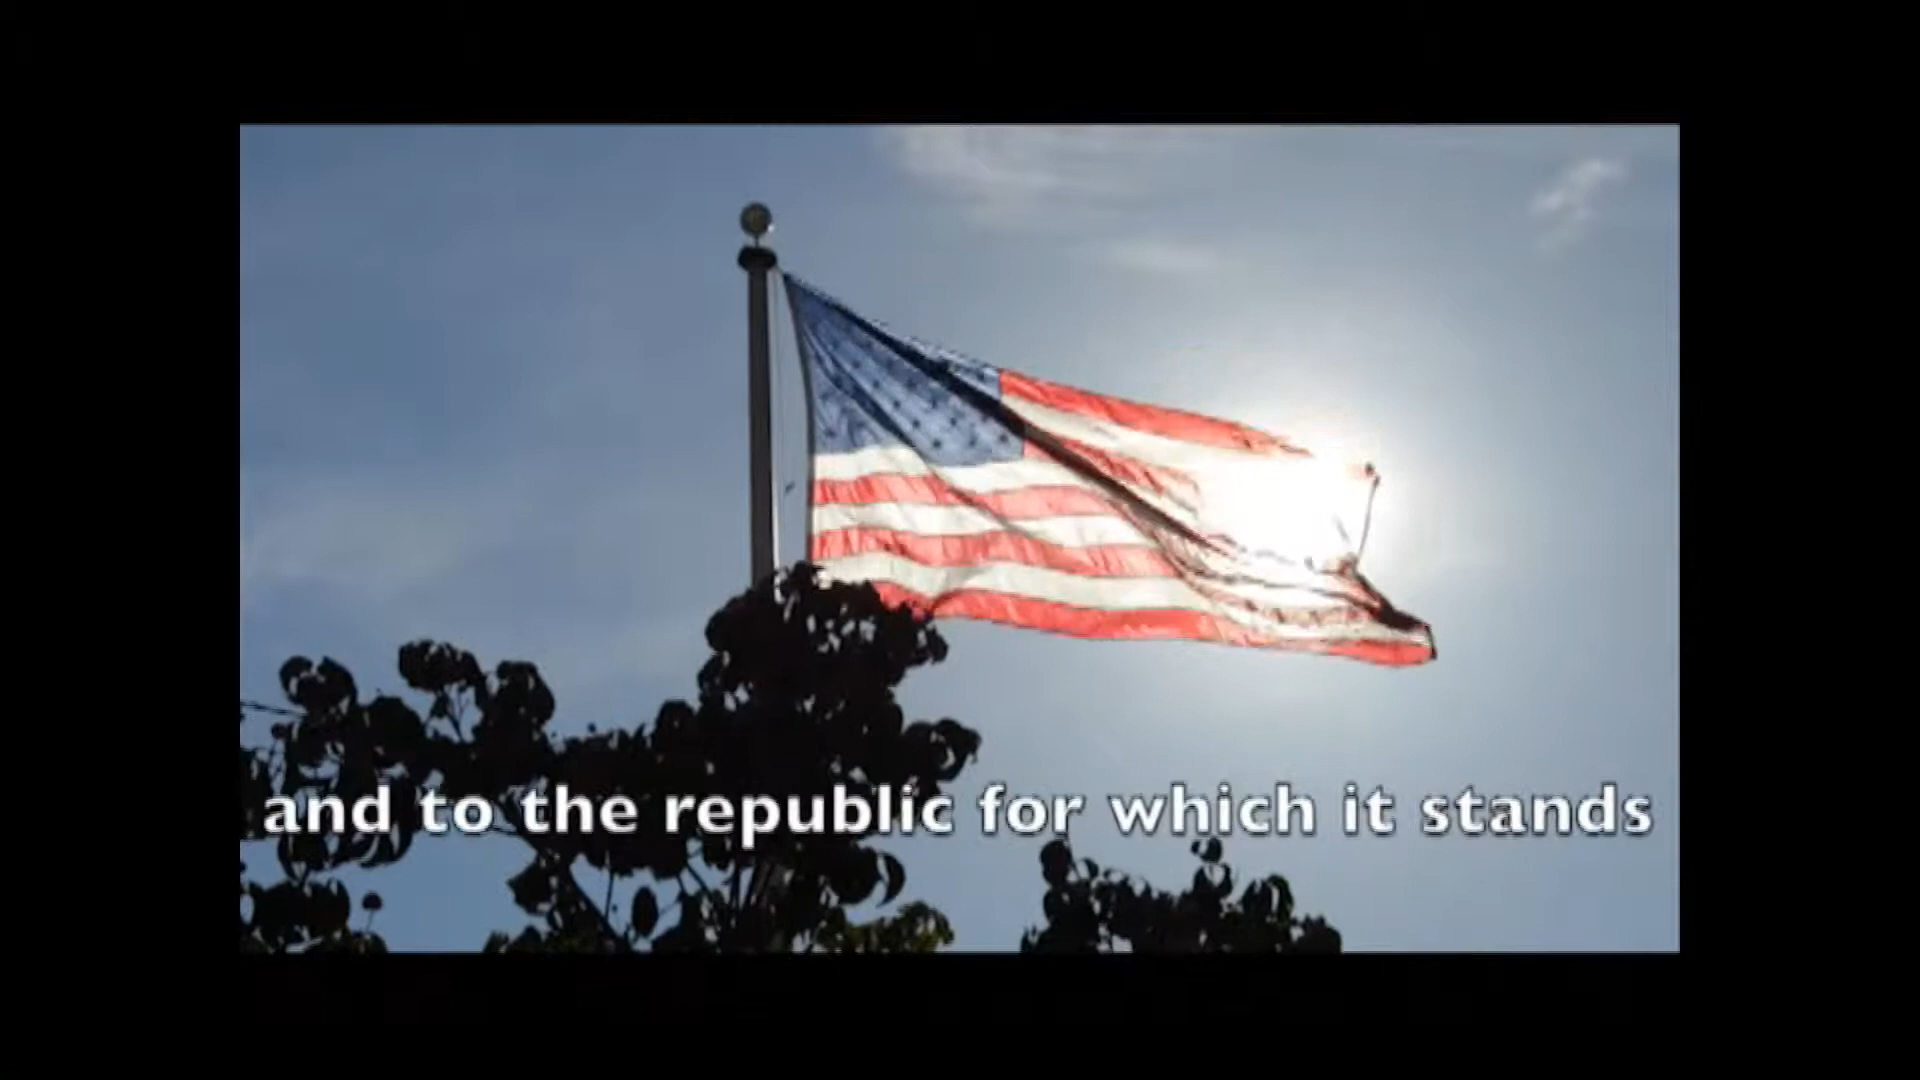 and to the republic for which it stands